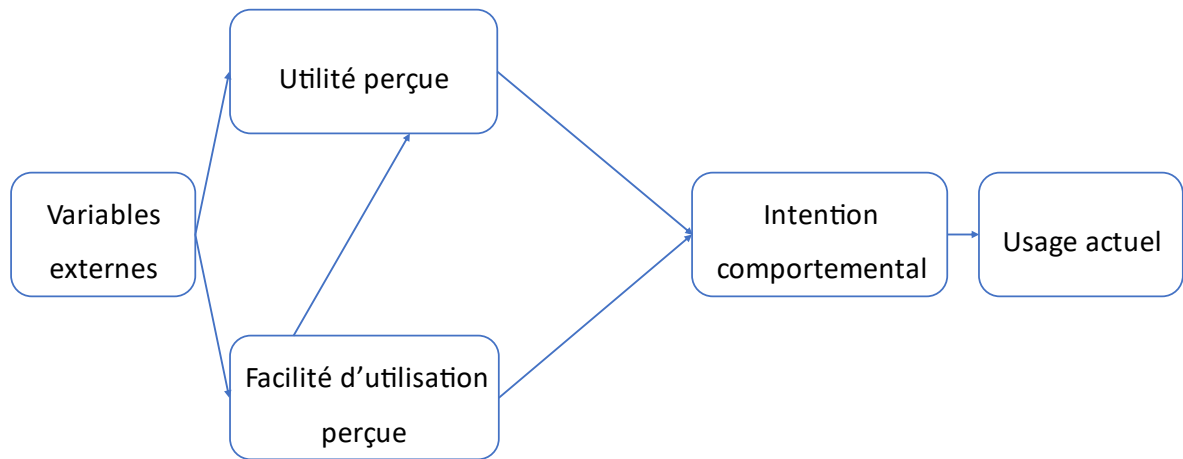 Utilité perçue
Variables
externes
Facilité d’utilisation
perçue
Intention
comportemental
Usage actuel